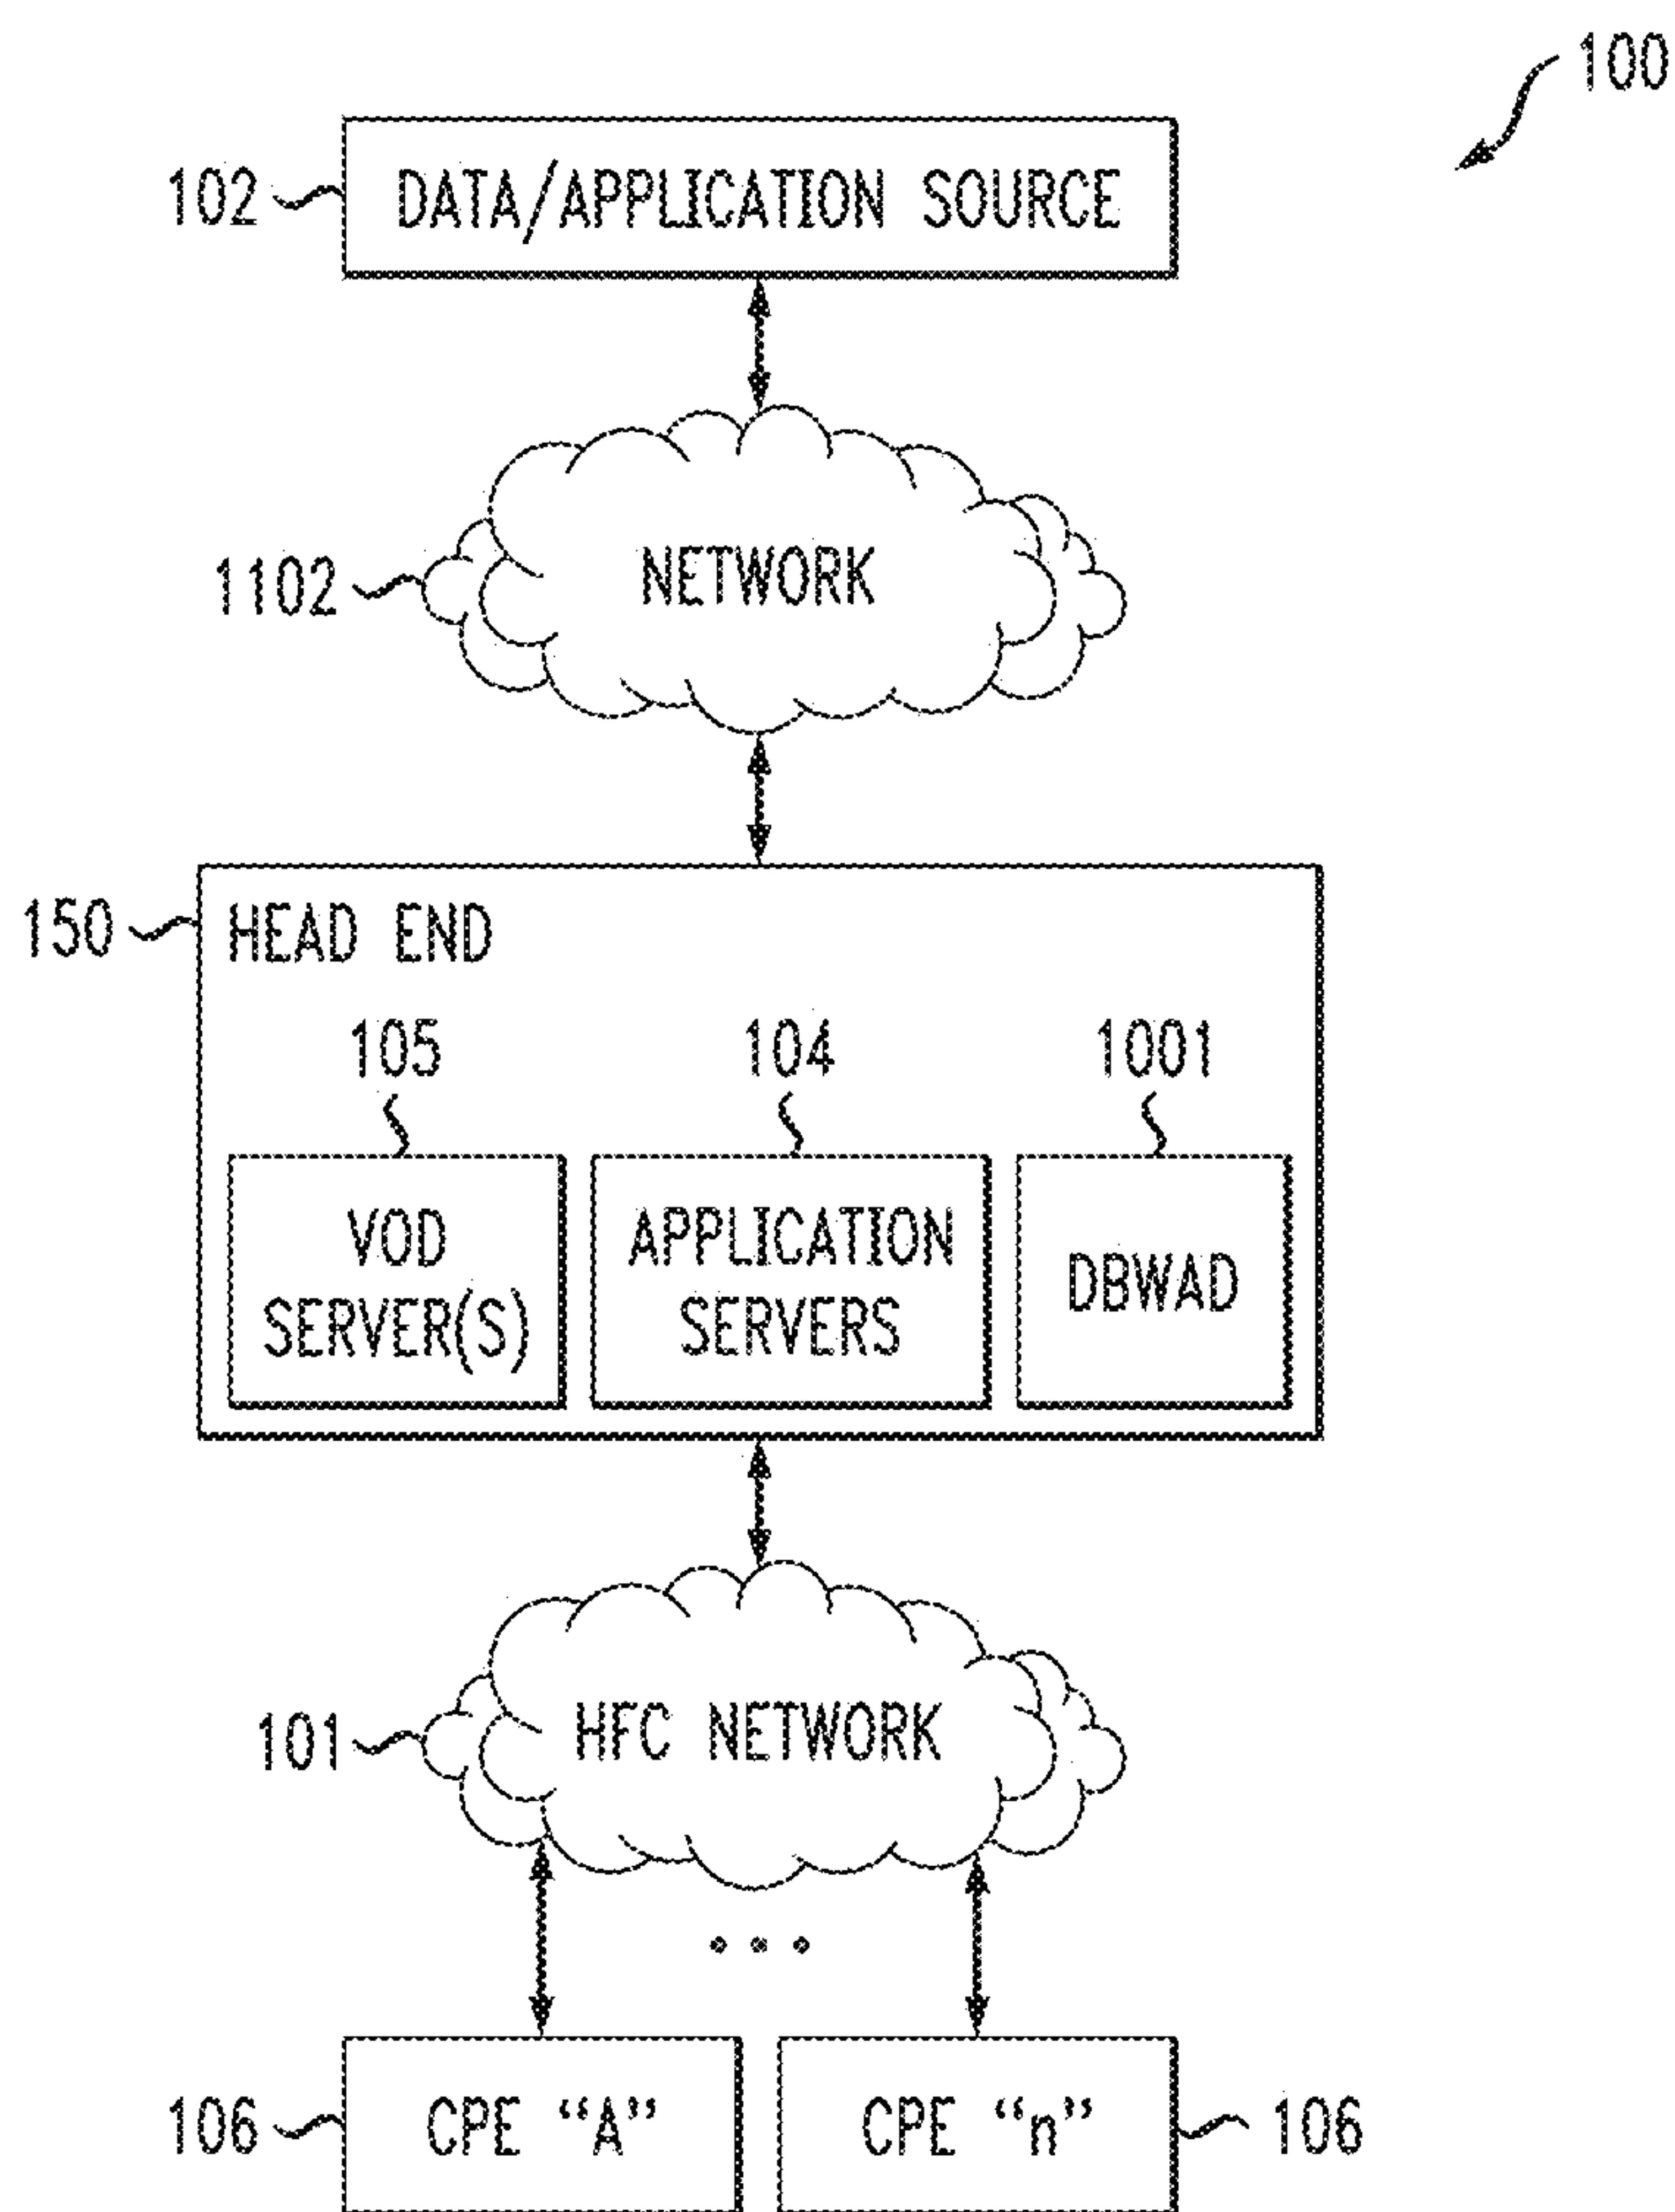 100
102 DATA/APPLICATION SOURCE
1102 NETWORK
150 HEAD END
105 104 1001
VOD SERVER(S)
APPLICATION SERVERS
DBWAD
101 HFC NETWORK
106 CPE “A”
CPE “n” 106